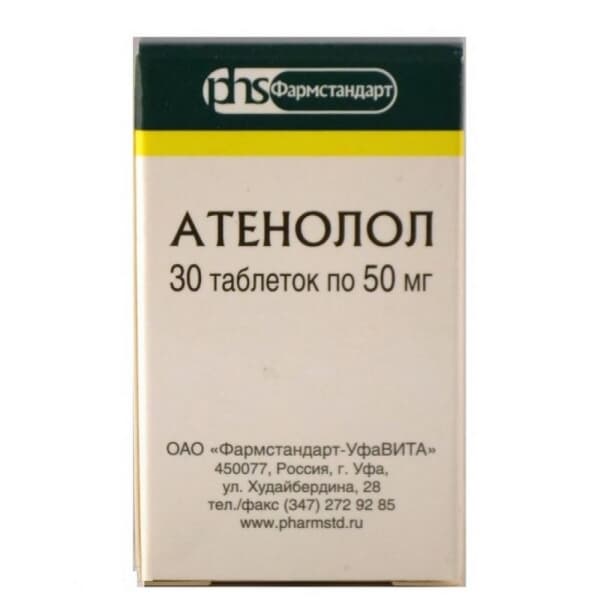 phs Фармстандарт
АТЕНОЛОЛ
30 таблеток по 50 мг
ОАО «Фармстандарт-УфаВИТА»
450077, Россия, г. Уфа,
ул. Худайбердина, 28
тел./факс (347) 272 92 85
www.pharmstd.ru